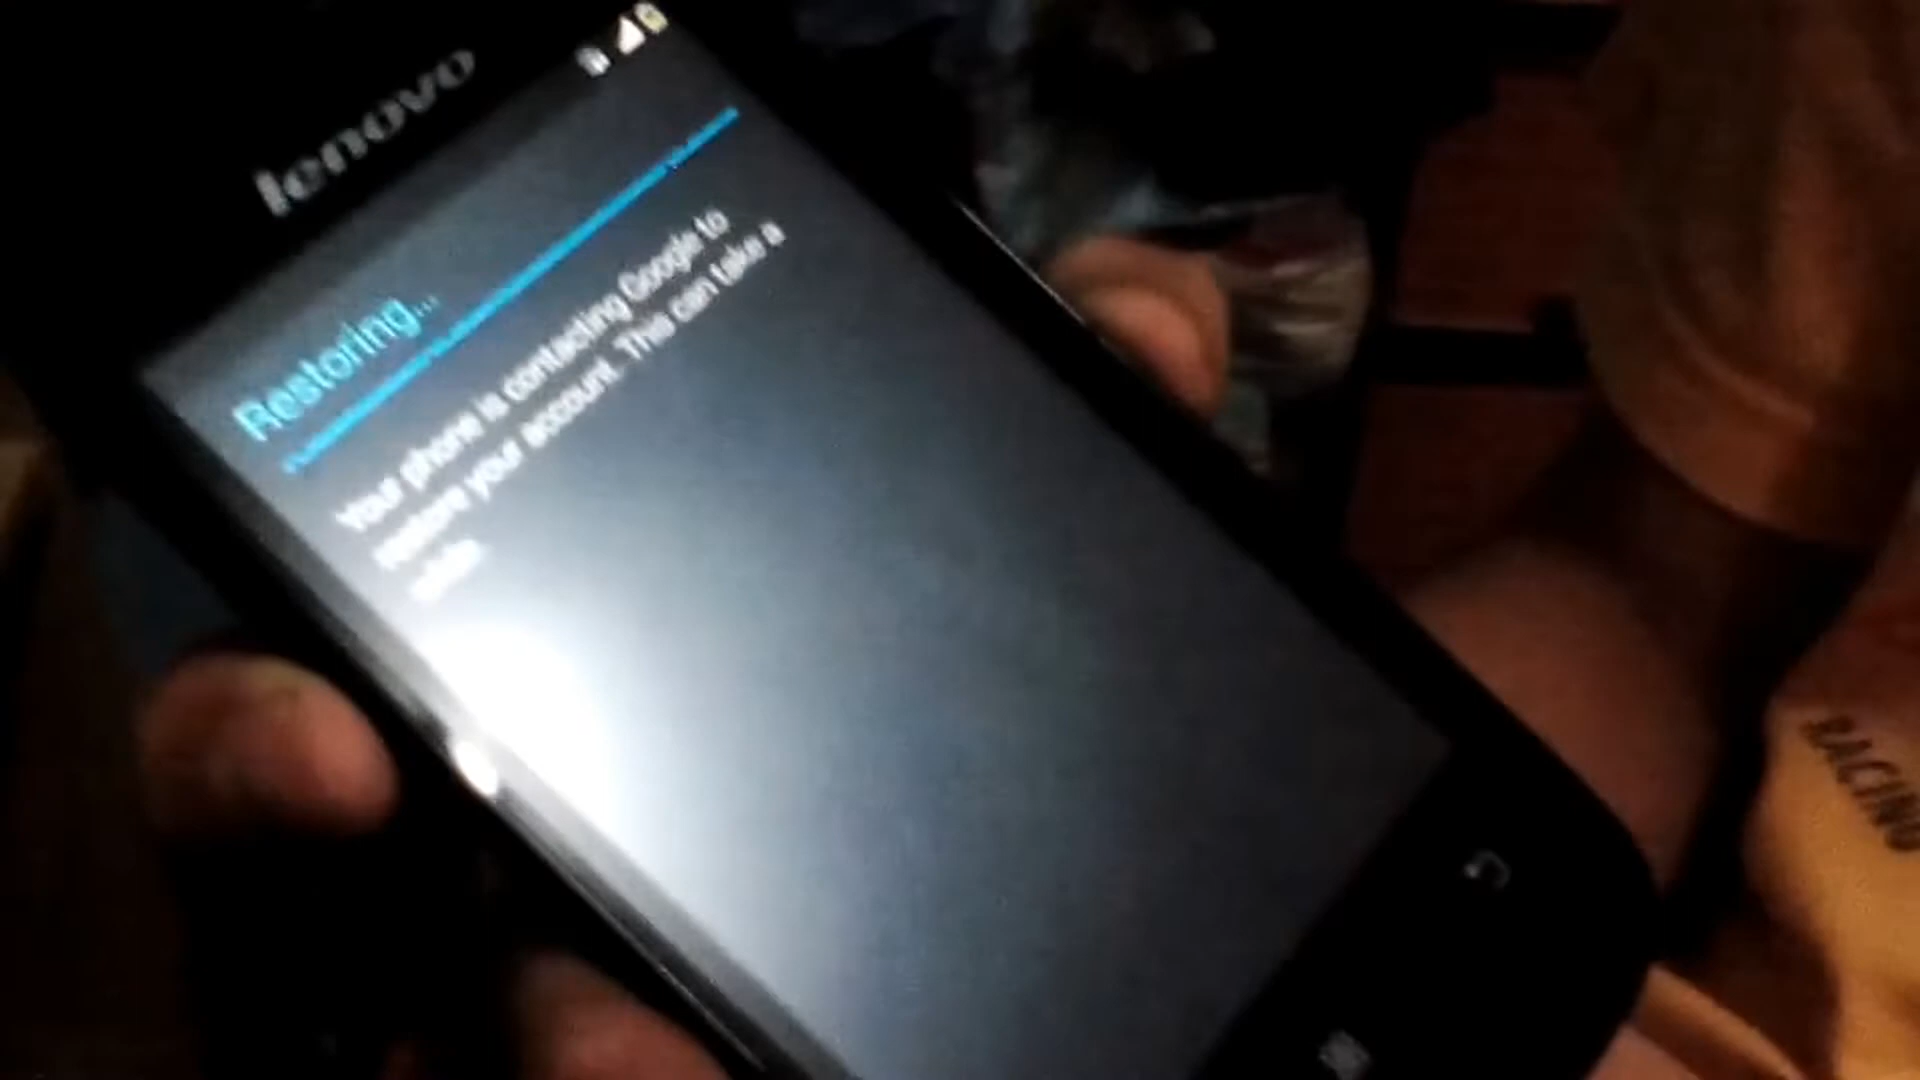 lenovo
Restoring...
Your phone is contacting Google to
restore your account. This can take a
while.
RACING